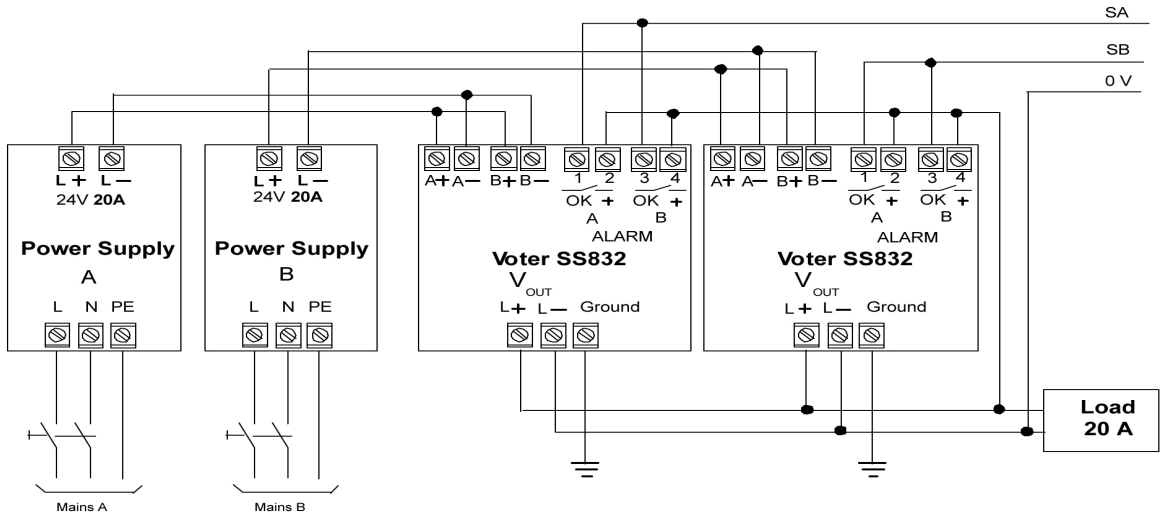 SA
SB
0 V
L + L –
24V 20A
Power Supply
A
L N PE
Mains A
L + L –
24V 20A
Power Supply
B
L N PE
Mains B
A+ A– B+ B–
1 2 3 4
OK + OK +
A B
ALARM
Voter SS832
VOUT
L+ L– Ground
A+ A– B+ B–
1 2 3 4
OK + OK +
A B
ALARM
Voter SS832
VOUT
L+ L– Ground
Load
20 A